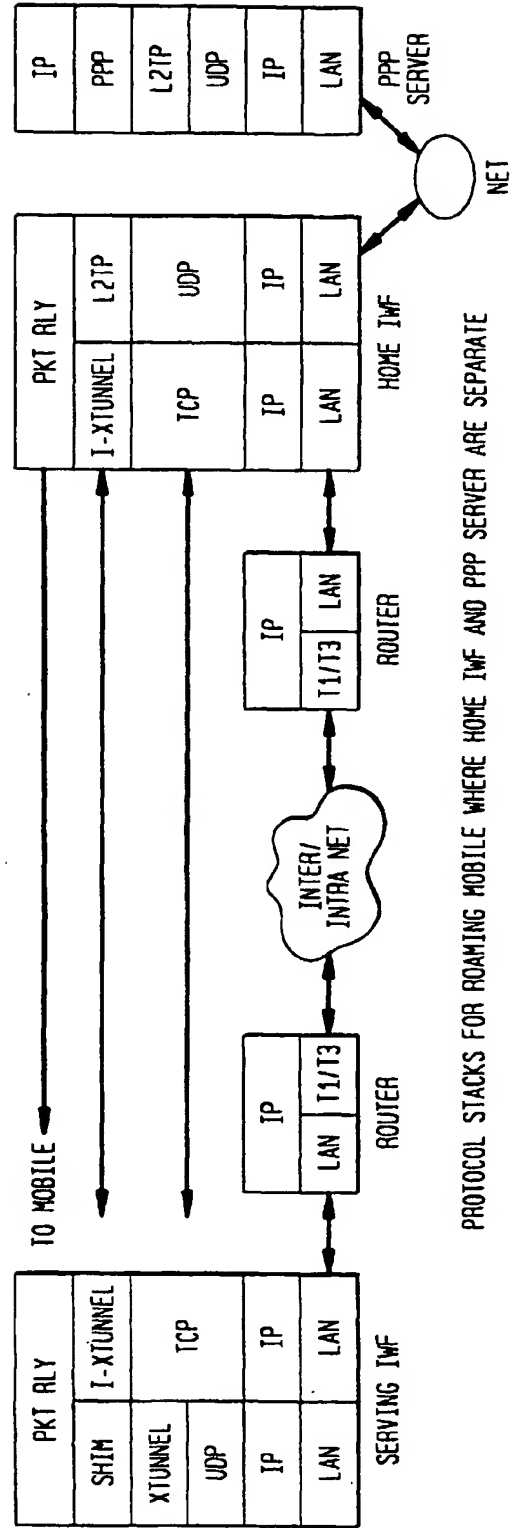 PKT RLY
SHIM
I-XTUNNEL
XTUNNEL
TCP
UDP
IP
IP
LAN
LAN
SERVING IWF
TO MOBILE
IP
LAN
T1/T3
ROUTER
INTER/
INTRA NET
IP
T1/T3
LAN
ROUTER
PKT RLY
I-XTUNNEL
L2TP
TCP
UDP
IP
IP
LAN
LAN
HOME IWF
NET
IP
PPP
L2TP
UDP
IP
LAN
PPP
SERVER
PROTOCOL STACKS FOR ROAMING MOBILE WHERE HOME IWF AND PPP SERVER ARE SEPARATE